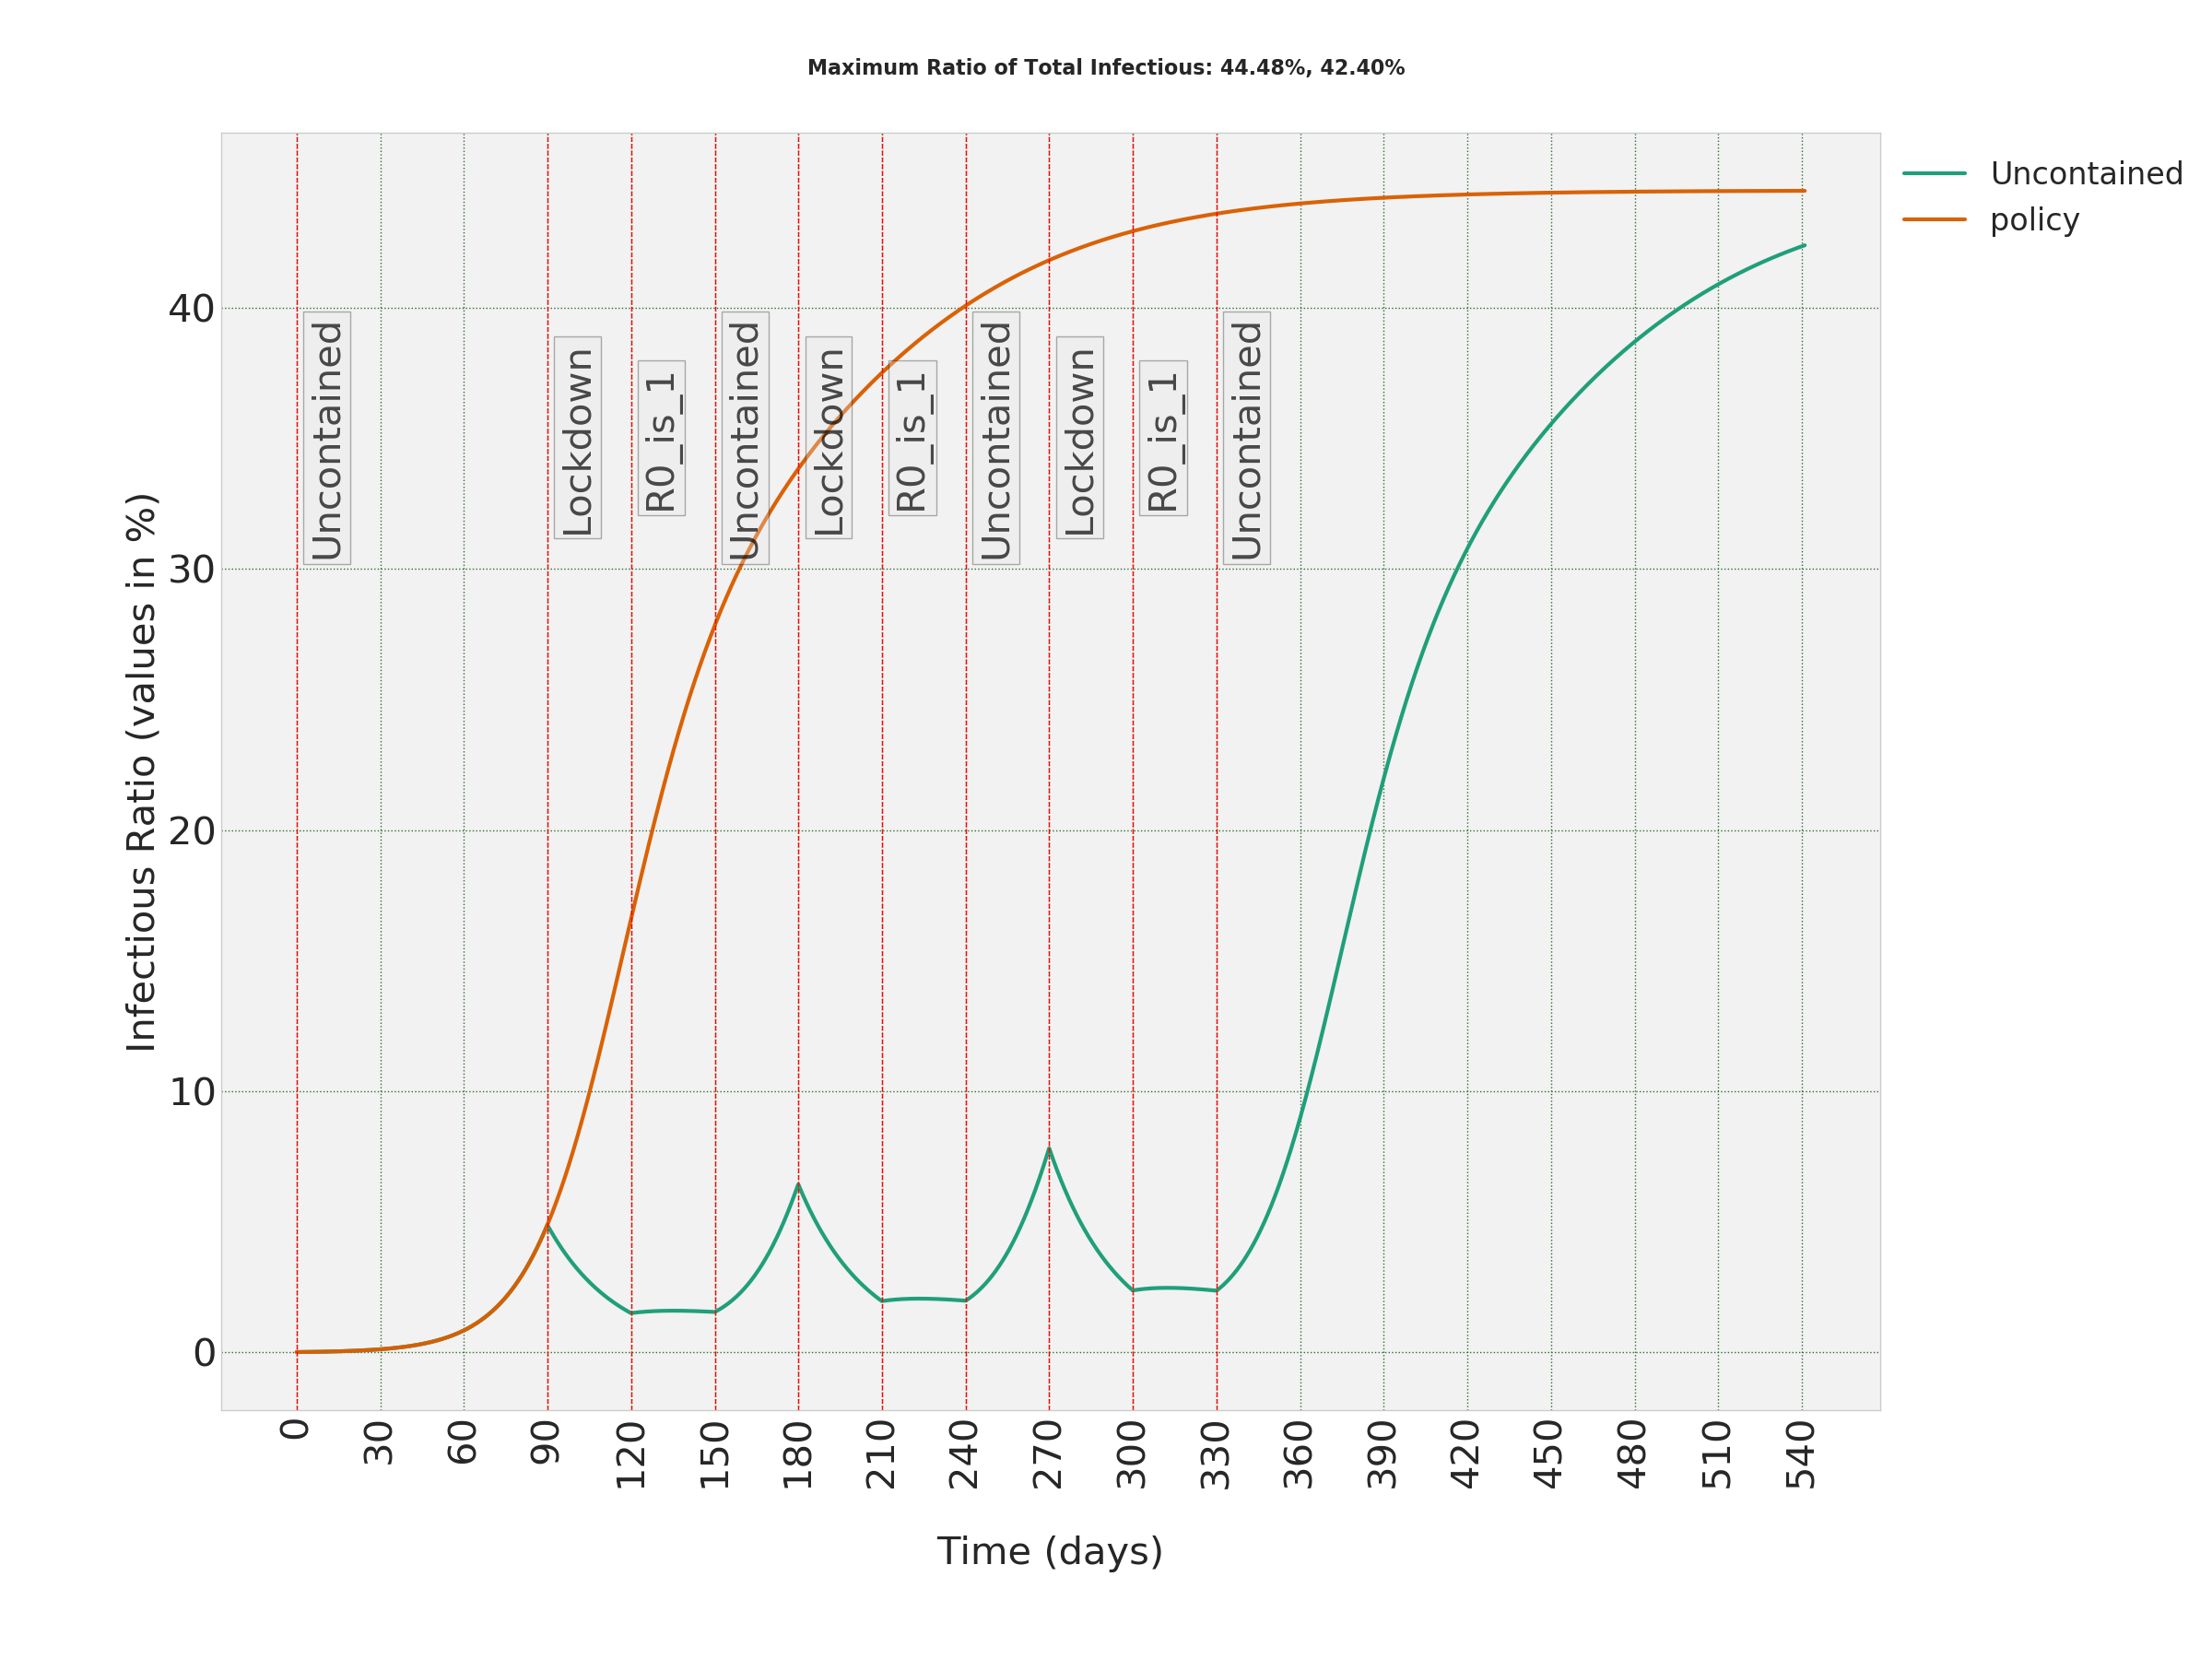 Maximum Ratio of Total Infectious: 44.48%, 42.40%
Uncontained
policy
Infectious Ratio (values in %)
40
30
20
10
0
Uncontained
Lockdown
R0_is_1
Uncontained
Lockdown
R0_is_1
Uncontained
Lockdown
R0_is_1
Uncontained
0
30
60
90
120
150
180
210
240
270
300
330
360
390
420
450
480
510
540
Time (days)